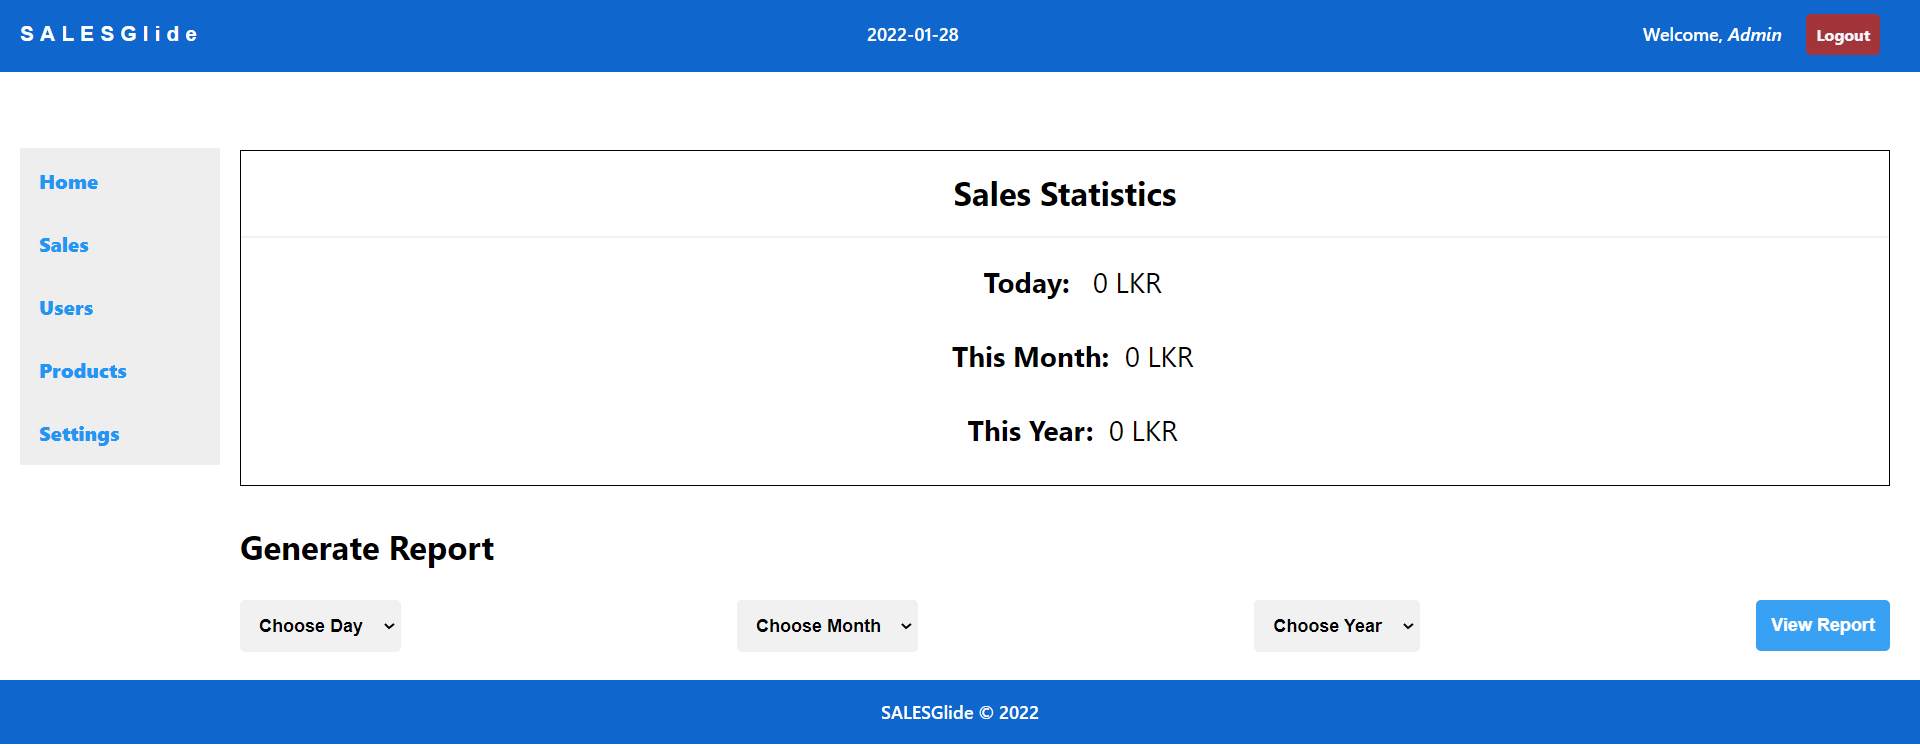 SALESGlide
2022-01-28
Welcome, Admin
Logout
Home
Sales
Users
Products
Settings
Sales Statistics
Today: 0 LKR
This Month: 0 LKR
This Year: 0 LKR
Generate Report
Choose Day
Choose Month
Choose Year
View Report
SALESGlide © 2022